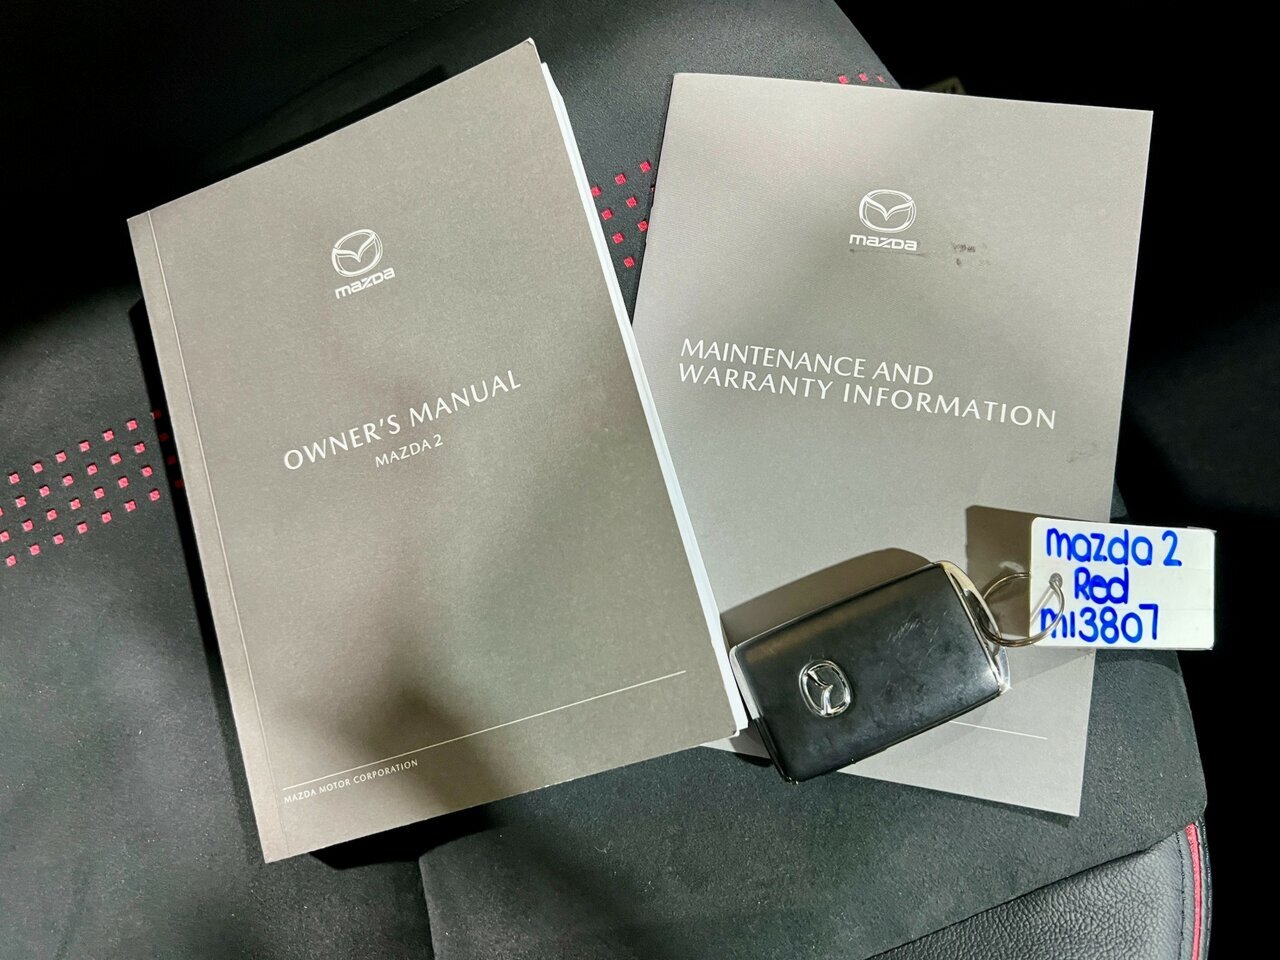 mazda
OWNER'S MANUAL
MAZDA 2
MAZDA MOTOR CORPORATION
mazda
MAINTENANCE AND
WARRANTY INFORMATION
mazda 2
Red
m13807